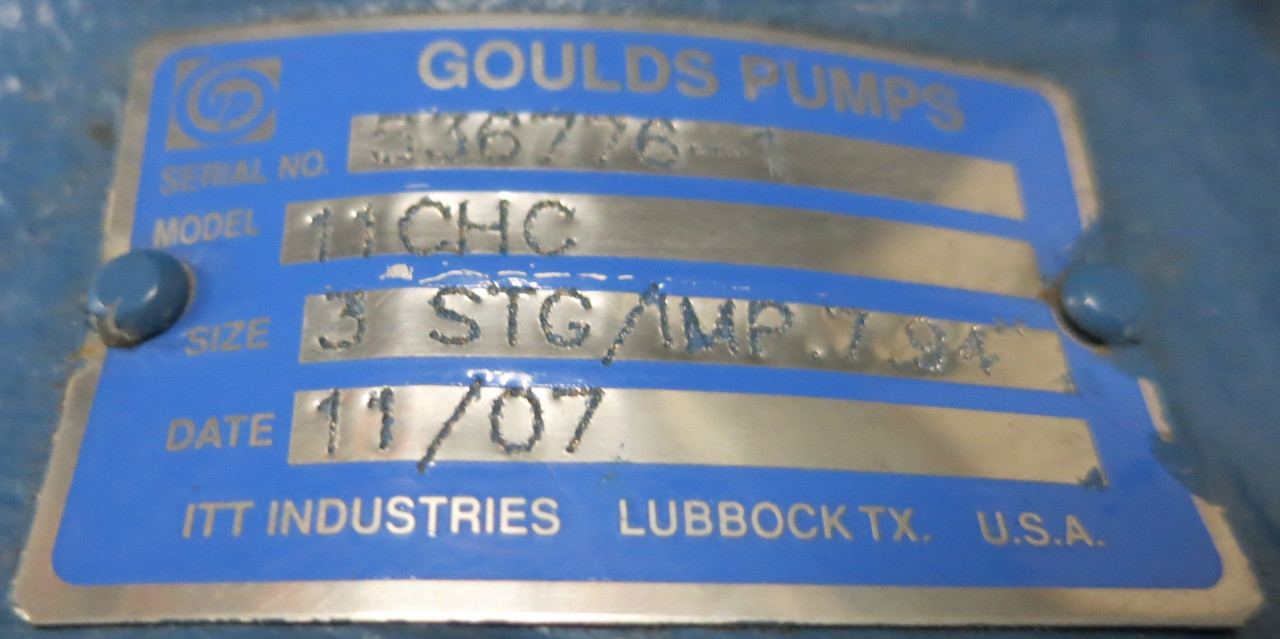 GOULDS PUMPS
SERIAL NO. 536776-1
MODEL 11CHC
SIZE 3 STG/IMP.7.94"
DATE 11/07
ITT INDUSTRIES LUBBOCK TX. U.S.A.